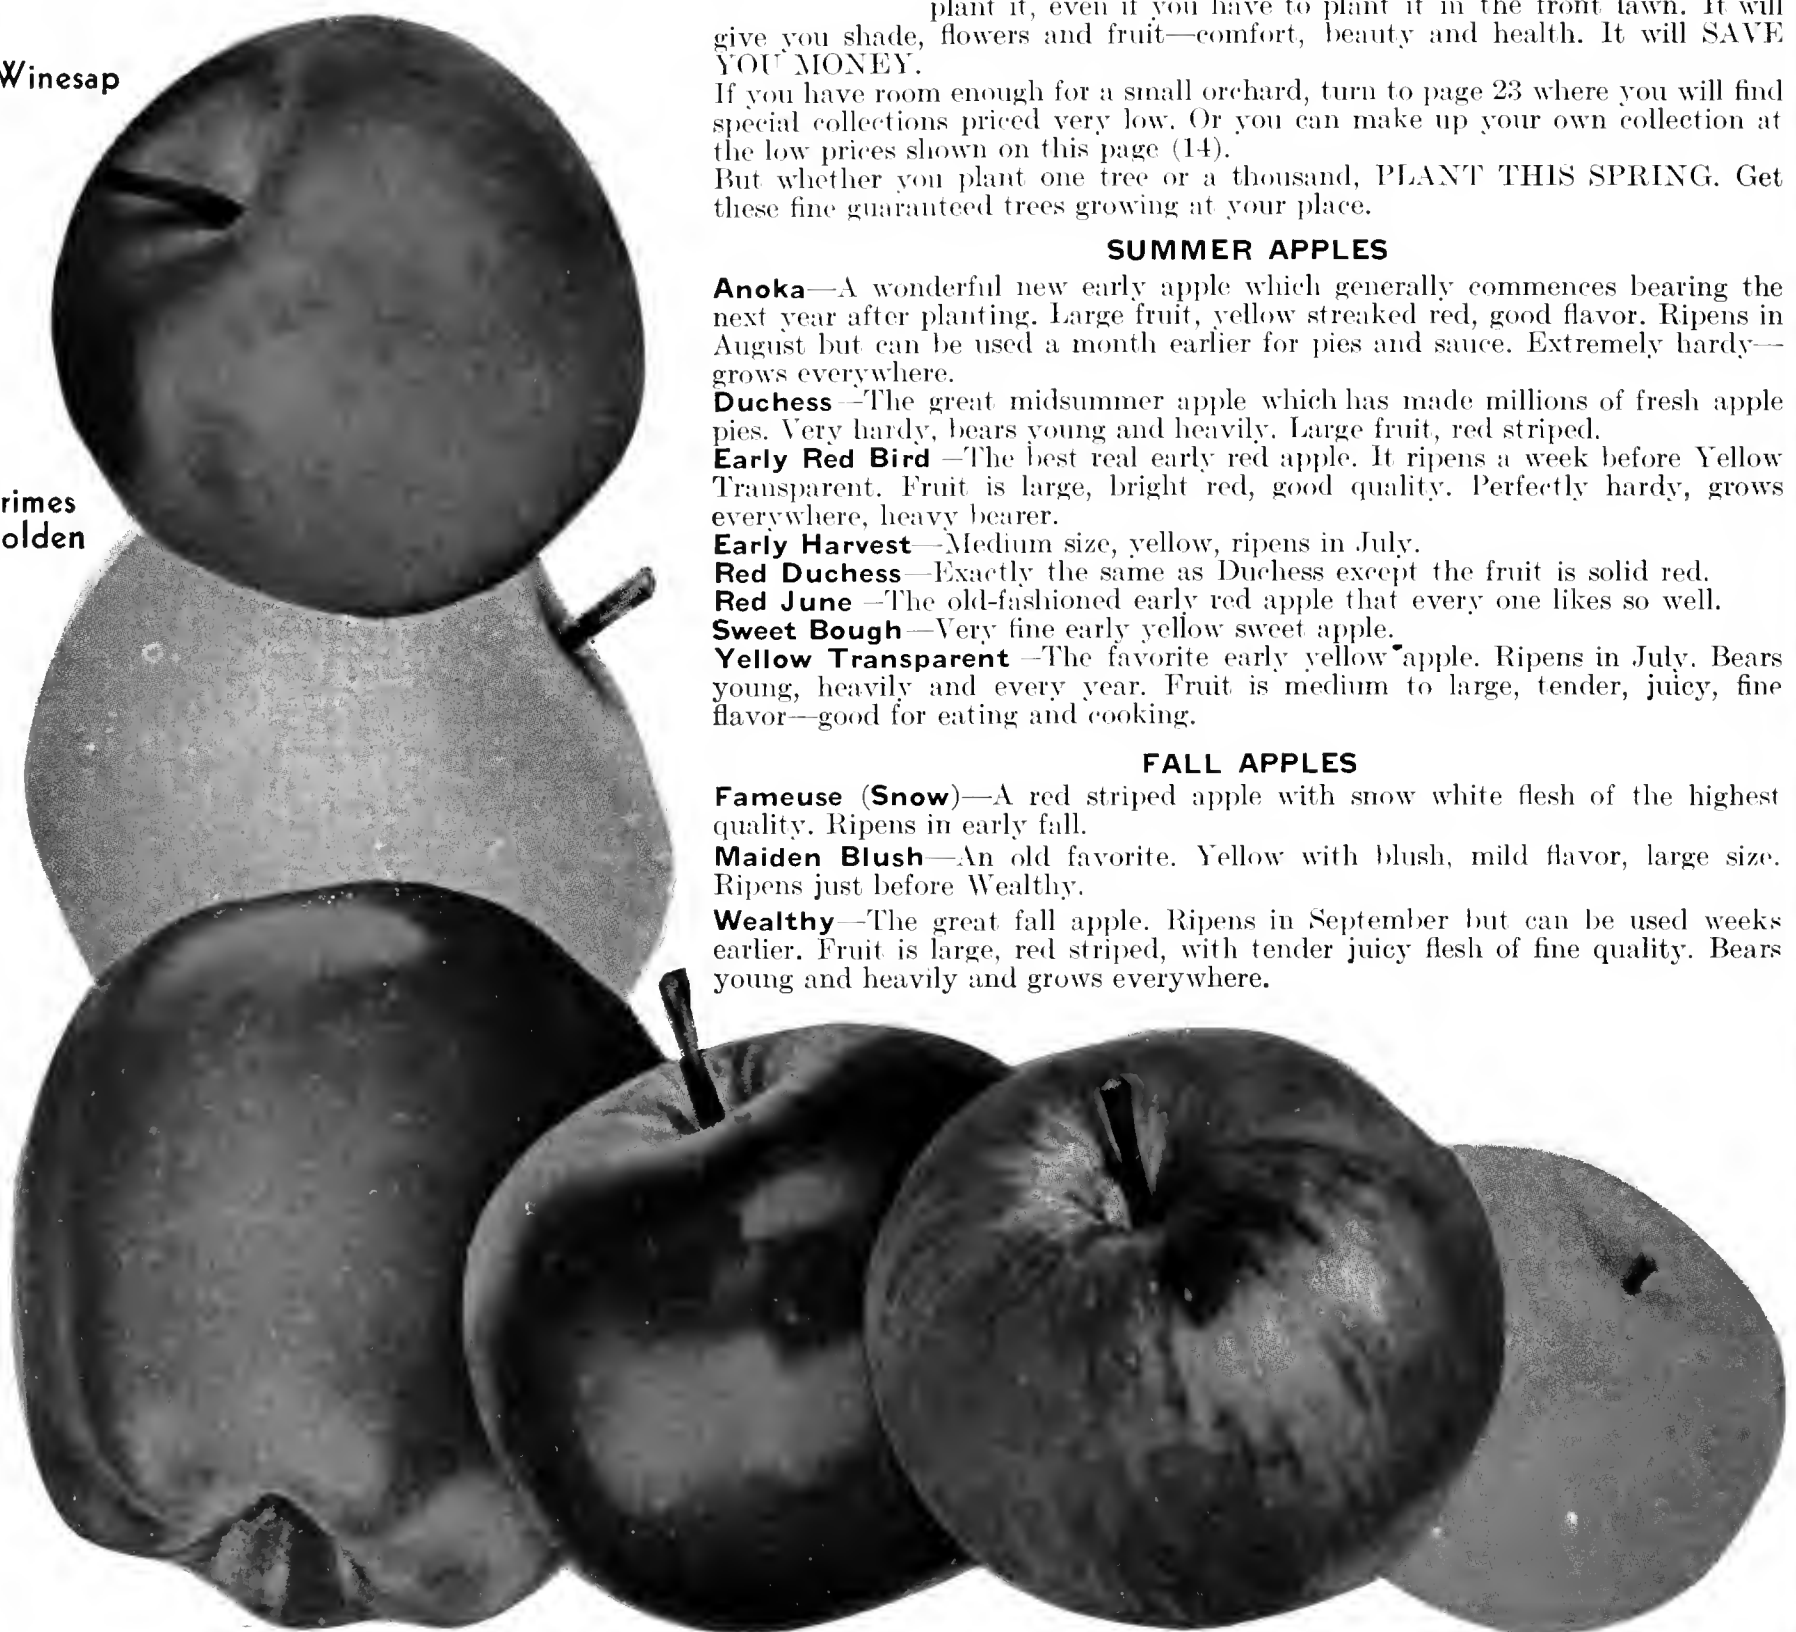 Winesap
rimes
olden
plant it, even if you have to plant it in the front lawn. It will
give you shade, flowers and fruit—comfort, beauty and health. It will SAVE
YOU MONEY.
If you have room enough for a small orchard, turn to page 23 where you will find
special collections priced very low. Or you can make up your own collection at
the low prices shown on this page (14).
But whether you plant one tree or a thousand, PLANT THIS SPRING. Get
these fine guaranteed trees growing at your place.
SUMMER APPLES
Anoka—A wonderful new early apple which generally commences bearing the
next year after planting. Large fruit, yellow streaked red, good flavor. Ripens in
August but can be used a month earlier for pies and sauce. Extremely hardy—
grows everywhere.
Duchess—The great midsummer apple which has made millions of fresh apple
pies. Very hardy, bears young and heavily. Large fruit, red striped.
Early Red Bird—The best real early red apple. It ripens a week before Yellow
Transparent. Fruit is large, bright red, good quality. Perfectly hardy, grows
everywhere, heavy bearer.
Early Harvest—Medium size, yellow, ripens in July.
Red Duchess—Exactly the same as Duchess except the fruit is solid red.
Red June—The old-fashioned early red apple that every one likes so well.
Sweet Bough—Very fine early yellow sweet apple.
Yellow Transparent—The favorite early yellow apple. Ripens in July. Bears
young, heavily and every year. Fruit is medium to large, tender, juicy, fine
flavor—good for eating and cooking.
FALL APPLES
Fameuse (Snow)—A red striped apple with snow white flesh of the highest
quality. Ripens in early fall.
Maiden Blush—An old favorite. Yellow with blush, mild flavor, large size.
Ripens just before Wealthy.
Wealthy—The great fall apple. Ripens in September but can be used weeks
earlier. Fruit is large, red striped, with tender juicy flesh of fine quality. Bears
young and heavily and grows everywhere.